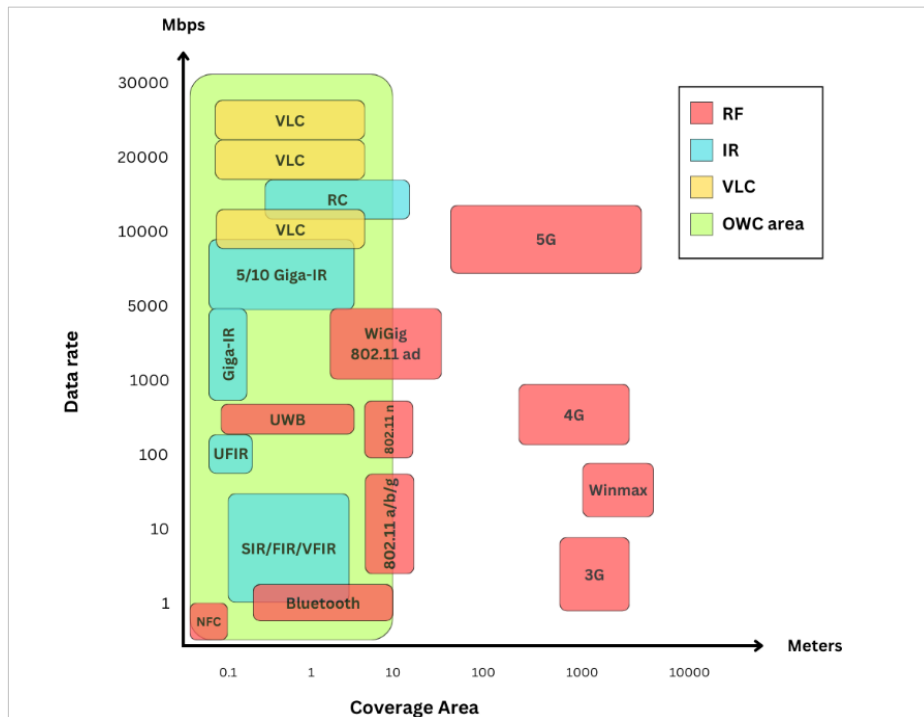 Mbps
30000
20000
10000
5000
1000
100
10
1
Data rate
VLC
VLC
RC
VLC
5/10 Giga-IR
Giga-IR
WiGig
802.11 ad
UWB
802.11 n
UFIR
802.11 a/b/g
SIR/FIR/VFIR
Bluetooth
NFC
5G
4G
Winmax
3G
RF
IR
VLC
OWC area
Meters
0.1
1
10
100
1000
10000
Coverage Area